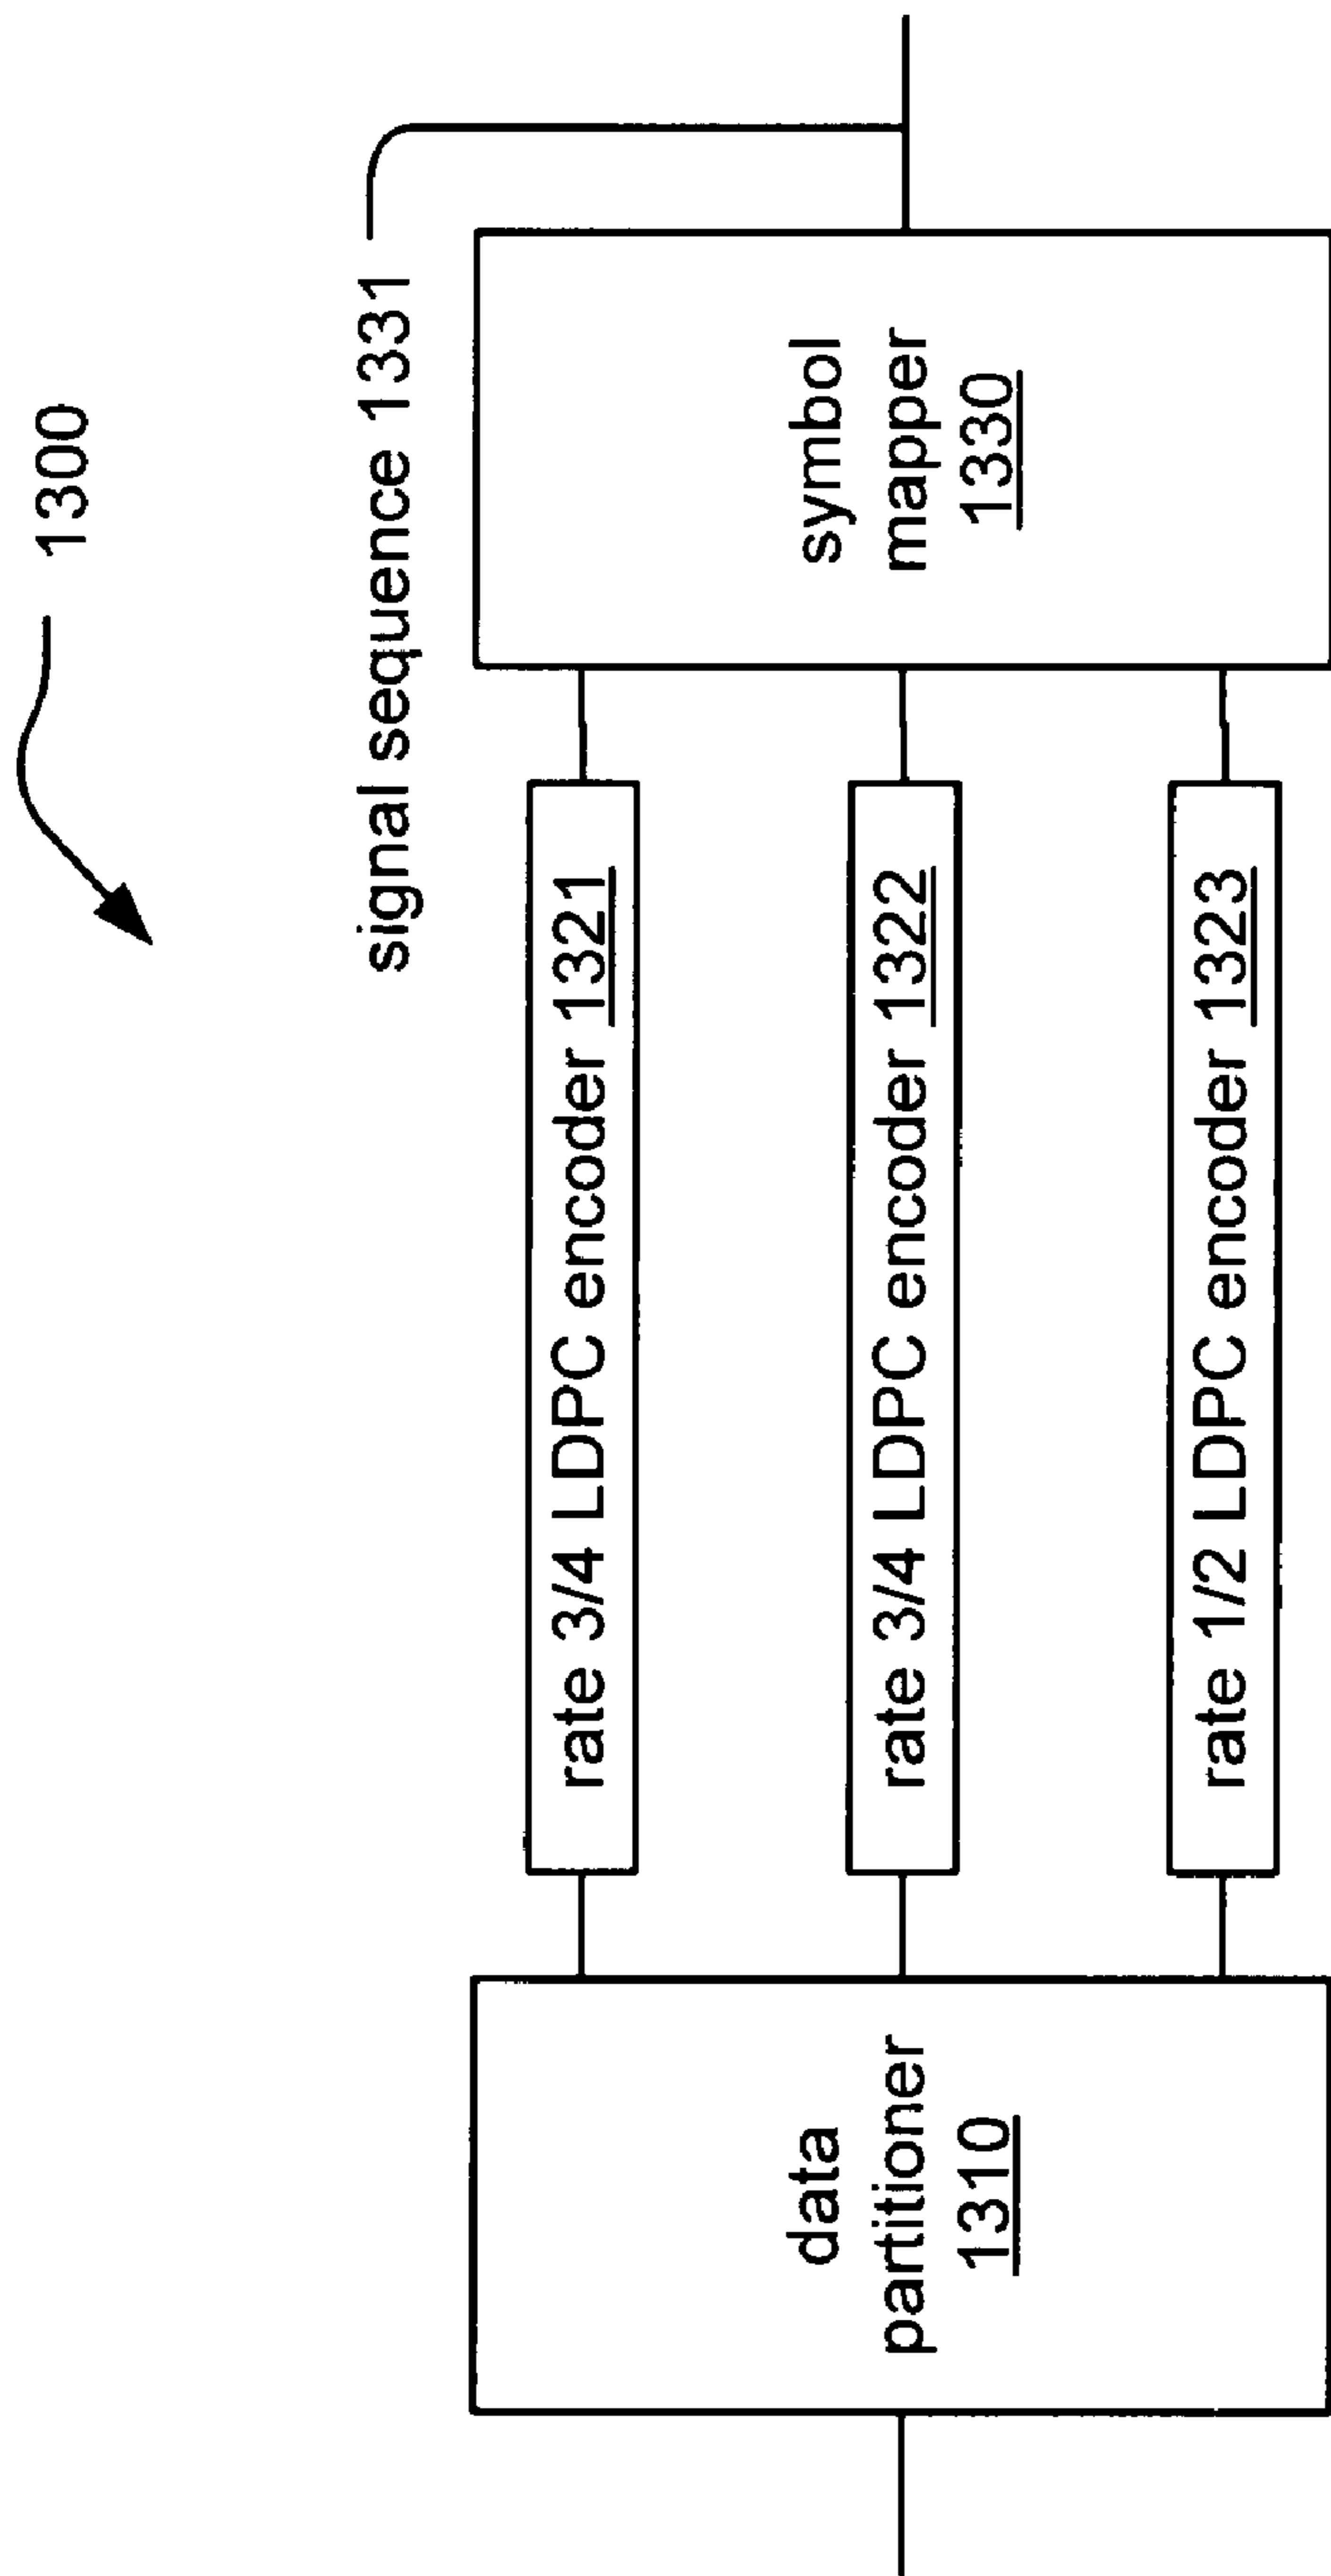 1300
signal sequence 1331
data
partitioner
1310
rate 3/4 LDPC encoder 1321
rate 3/4 LDPC encoder 1322
rate 1/2 LDPC encoder 1323
symbol
mapper
1330